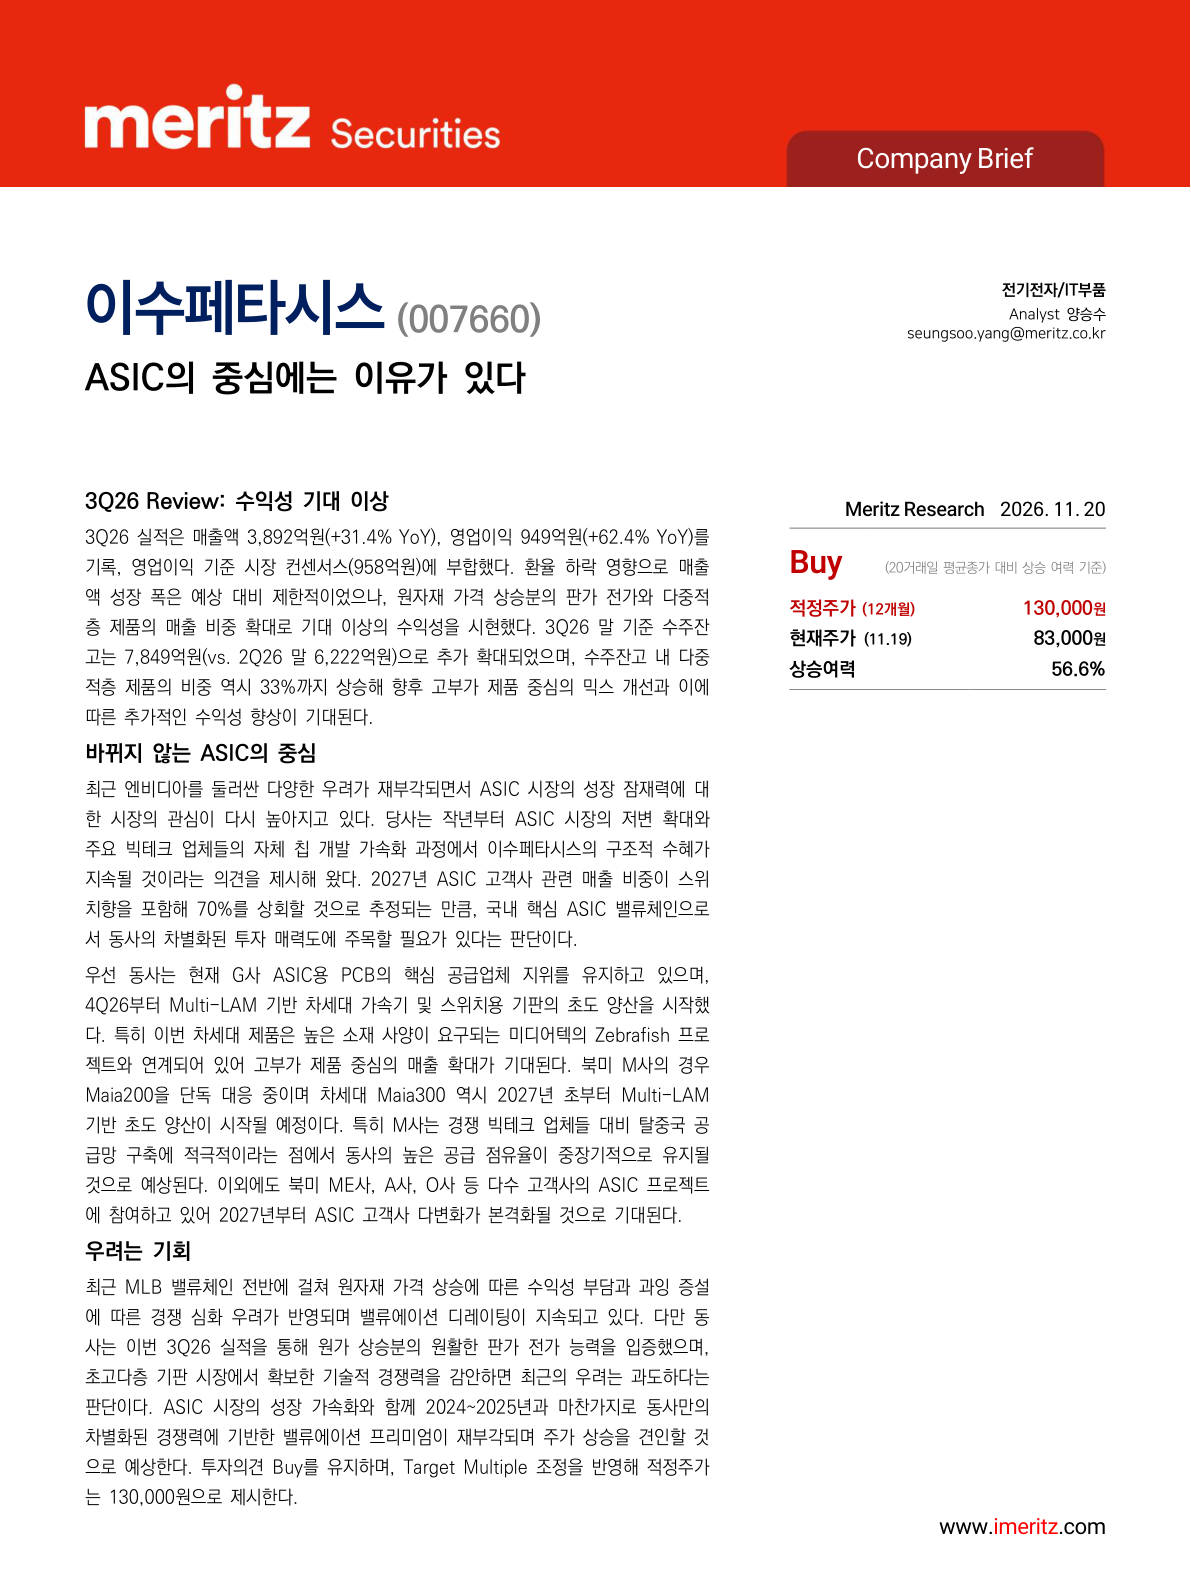 meritz Securities
Company Brief
이수페타시스 (007660)
ASIC의 중심에는 이유가 있다
전기전자/IT부품
Analyst 양승수
seungsoo.yang@meritz.co.kr
3Q26 Review: 수익성 기대 이상
3Q26 실적은 매출액 3,892억원(+31.4% YoY), 영업이익 949억원(+62.4% YoY)를
기록, 영업이익 기준 시장 컨센서스(958억원)에 부합했다. 환율 하락 영향으로 매출
액 성장 폭은 예상 대비 제한적이었으나, 원자재 가격 상승분의 판가 전가와 다중적
층 제품의 매출 비중 확대로 기대 이상의 수익성을 시현했다. 3Q26 말 기준 수주잔
고는 7,849억원(vs. 2Q26 말 6,222억원)으로 추가 확대되었으며, 수주잔고 내 다중
적층 제품의 비중 역시 33%까지 상승해 향후 고부가 제품 중심의 믹스 개선과 이에
따른 추가적인 수익성 향상이 기대된다.
바뀌지 않는 ASIC의 중심
최근 엔비디아를 둘러싼 다양한 우려가 재부각되면서 ASIC 시장의 성장 잠재력에 대
한 시장의 관심이 다시 높아지고 있다. 당사는 작년부터 ASIC 시장의 저변 확대와
주요 빅테크 업체들의 자체 칩 개발 가속화 과정에서 이수페타시스의 구조적 수혜가
지속될 것이라는 의견을 제시해 왔다. 2027년 ASIC 고객사 관련 매출 비중이 스위
치향을 포함해 70%를 상회할 것으로 추정되는 만큼, 국내 핵심 ASIC 밸류체인으로
서 동사의 차별화된 투자 매력도에 주목할 필요가 있다는 판단이다.
우선 동사는 현재 G사 ASIC용 PCB의 핵심 공급업체 지위를 유지하고 있으며,
4Q26부터 Multi-LAM 기반 차세대 가속기 및 스위치용 기판의 초도 양산을 시작했
다. 특히 이번 차세대 제품은 높은 소재 사양이 요구되는 미디어텍의 Zebrafish 프로
젝트와 연계되어 있어 고부가 제품 중심의 매출 확대가 기대된다. 북미 M사의 경우
Maia200을 단독 대응 중이며 차세대 Maia300 역시 2027년 초부터 Multi-LAM
기반 초도 양산이 시작될 예정이다. 특히 M사는 경쟁 빅테크 업체들 대비 탈중국 공
급망 구축에 적극적이라는 점에서 동사의 높은 공급 점유율이 중장기적으로 유지될
것으로 예상된다. 이외에도 북미 ME사, A사, O사 등 다수 고객사의 ASIC 프로젝트
에 참여하고 있어 2027년부터 ASIC 고객사 다변화가 본격화될 것으로 기대된다.
우려는 기회
최근 MLB 밸류체인 전반에 걸쳐 원자재 가격 상승에 따른 수익성 부담과 과잉 증설
에 따른 경쟁 심화 우려가 반영되며 밸류에이션 디레이팅이 지속되고 있다. 다만 동
사는 이번 3Q26 실적을 통해 원가 상승분의 원활한 판가 전가 능력을 입증했으며,
초고다층 기판 시장에서 확보한 기술적 경쟁력을 감안하면 최근의 우려는 과도하다는
판단이다. ASIC 시장의 성장 가속화와 함께 2024~2025년과 마찬가지로 동사만의
차별화된 경쟁력에 기반한 밸류에이션 프리미엄이 재부각되며 주가 상승을 견인할 것
으로 예상한다. 투자의견 Buy를 유지하며, Target Multiple 조정을 반영해 적정주가
는 130,000원으로 제시한다.
Meritz Research 2026. 11. 20
Buy (20거래일 평균종가 대비 상승 여력 기준)
적정주가 (12개월) 130,000원
현재주가 (11.19) 83,000원
상승여력 56.6%
www.imeritz.com